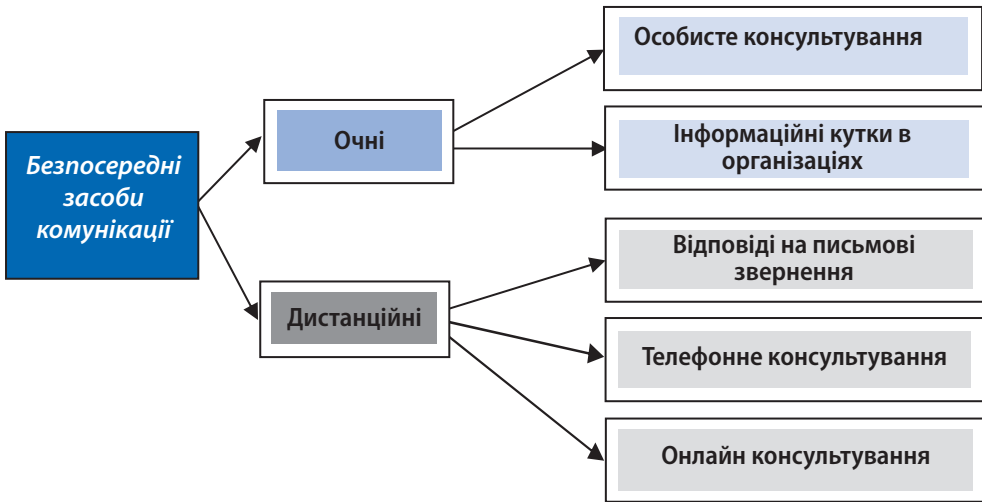 Безпосередні
засоби
комунікації
Очні
Дистанційні
Особисте консультування
Інформаційні кутки в
організаціях
Відповіді на письмові
звернення
Телефонне консультування
Онлайн консультування